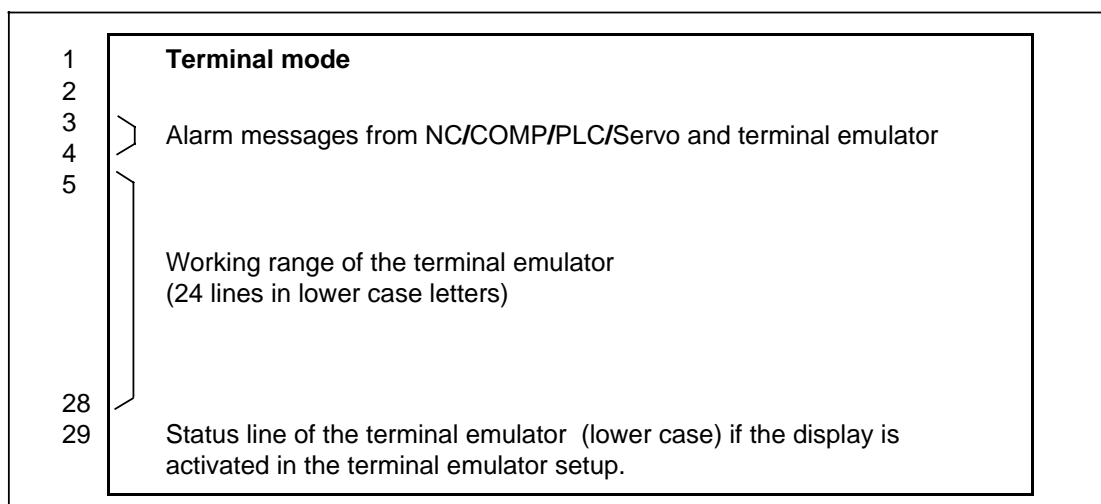 1 Terminal mode
2
3
Alarm messages from NC/COMP/PLC/Servo and terminal emulator
4
5
Working range of the terminal emulator
(24 lines in lower case letters)
28
29 Status line of the terminal emulator (lower case) if the display is
activated in the terminal emulator setup.